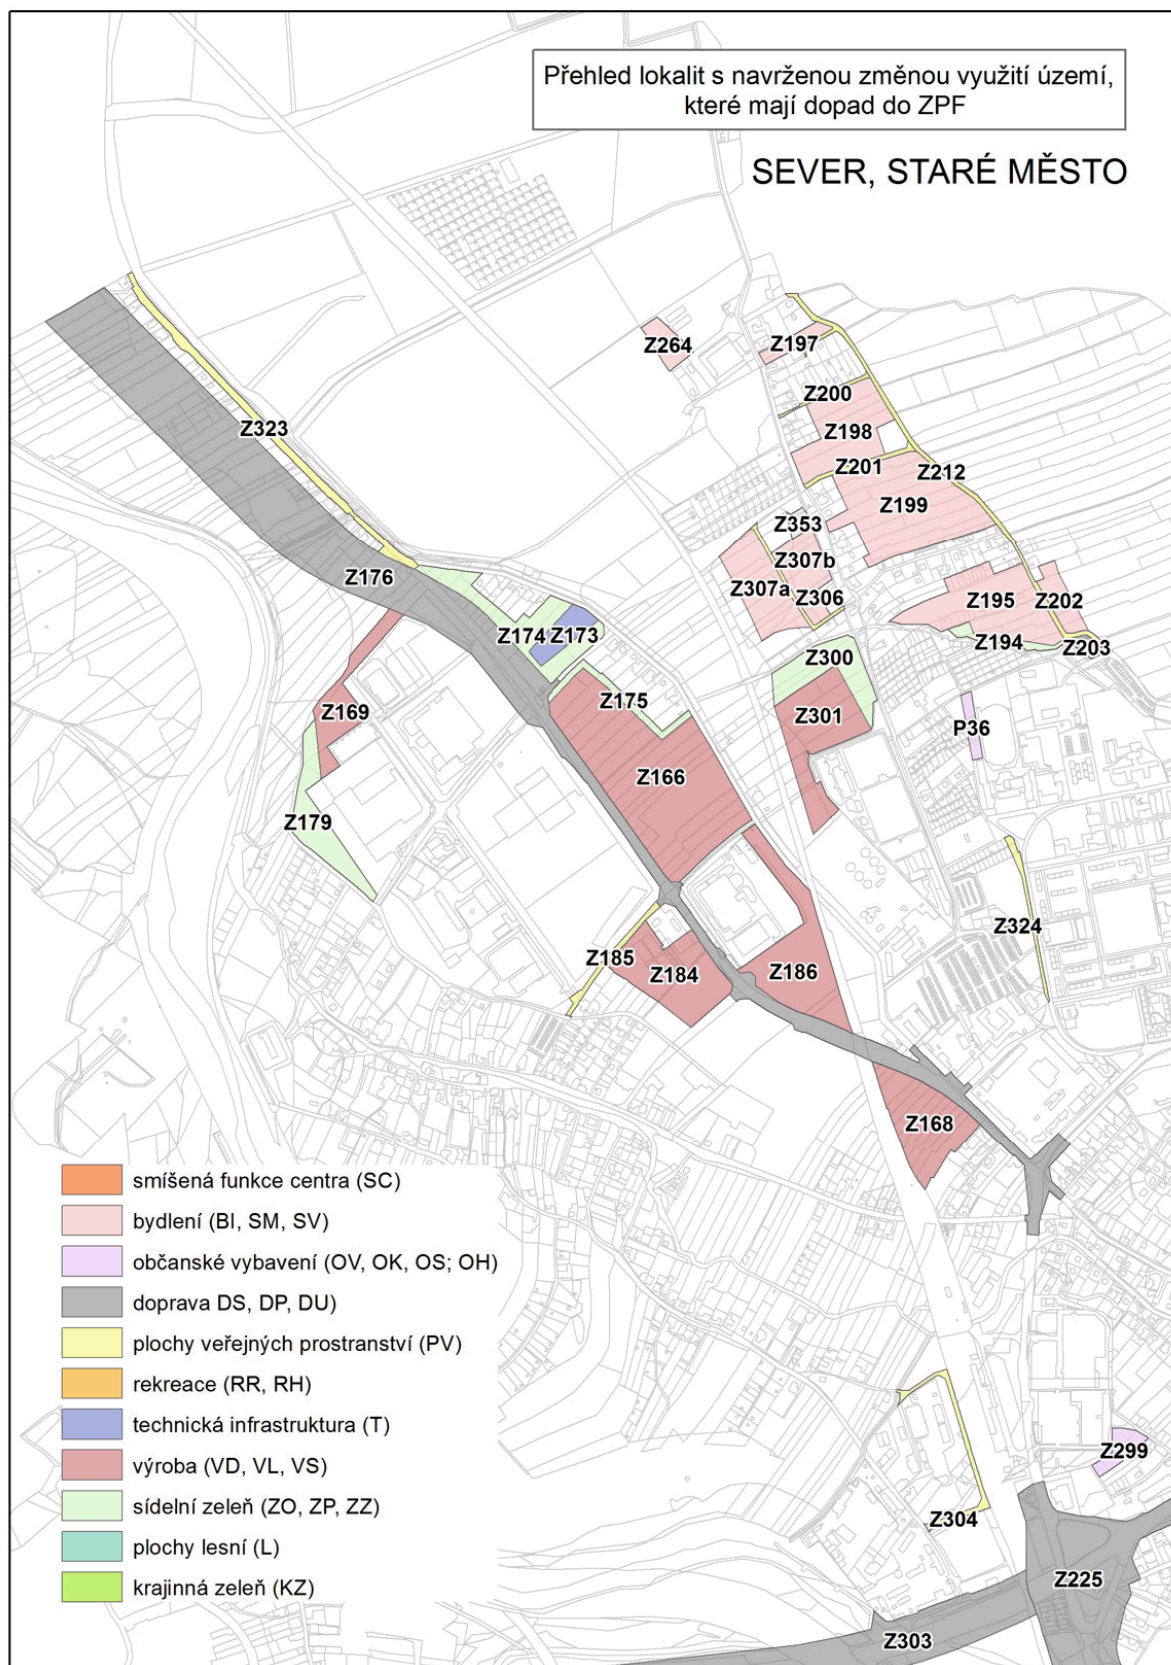 Přehled lokalit s navrženou změnou využití území,
které mají dopad do ZPF
SEVER, STARÉ MĚSTO
Z264
Z197
Z200
Z323
Z198
Z201
Z212
Z199
Z353
Z307b
Z176
Z307a
Z306
Z195
Z202
Z174
Z173
Z194
Z203
Z300
Z175
Z169
Z301
P36
Z166
Z179
Z324
Z185
Z184
Z186
Z168
smíšená funkce centra (SC)
bydlení (BI, SM, SV)
občanské vybavení (OV, OK, OS; OH)
doprava DS, DP, DU)
plochy veřejných prostranství (PV)
rekreace (RR, RH)
technická infrastruktura (T)
výroba (VD, VL, VS)
sídelní zeleň (ZO, ZP, ZZ)
plochy lesní (L)
krajinná zeleň (KZ)
Z299
Z304
Z225
Z303